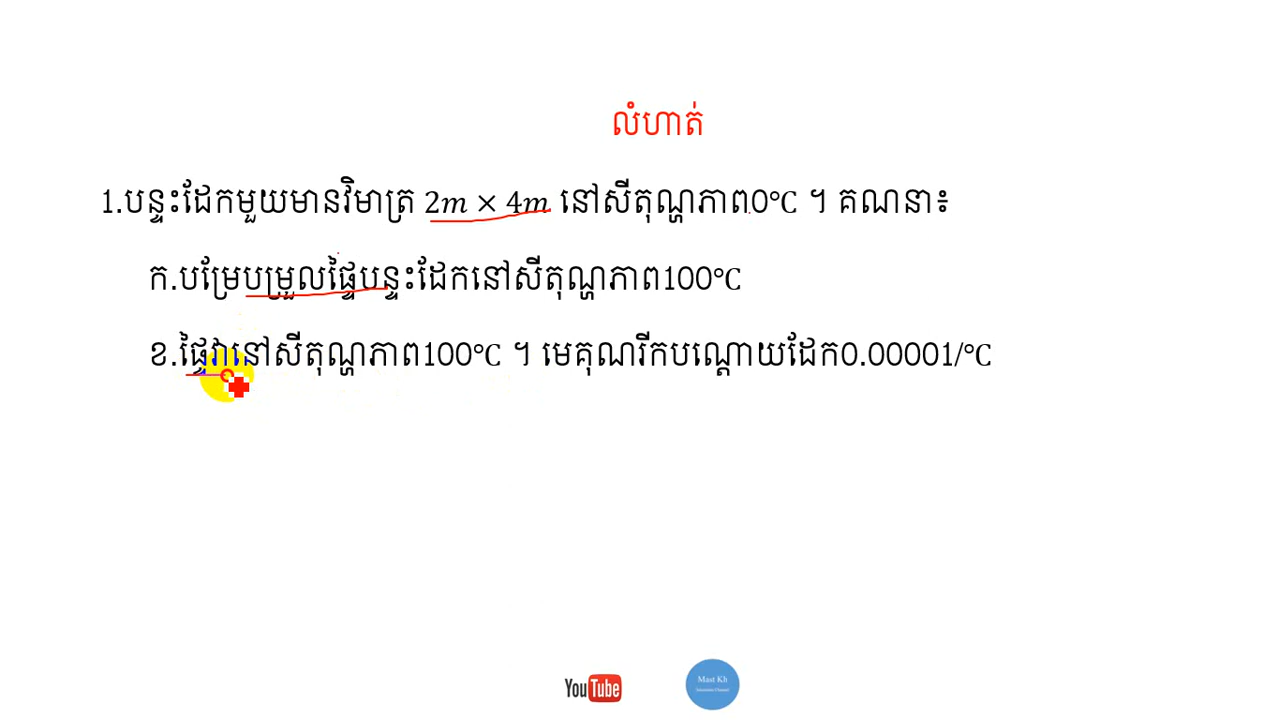 លំហាត់
1.បន្ទះដែកមួយមានវិមាត្រ 2m × 4m នៅសីតុណ្ហភាព0°C ។ គណនា៖
ក.បម្រែបម្រួលផ្ទៃបន្ទះដែកនៅសីតុណ្ហភាព100°C
ខ.ផ្ទៃវានៅសីតុណ្ហភាព100°C ។ មេគុណរីកបណ្ដោយដែក0.00001/°C
YouTube
Mast Kh